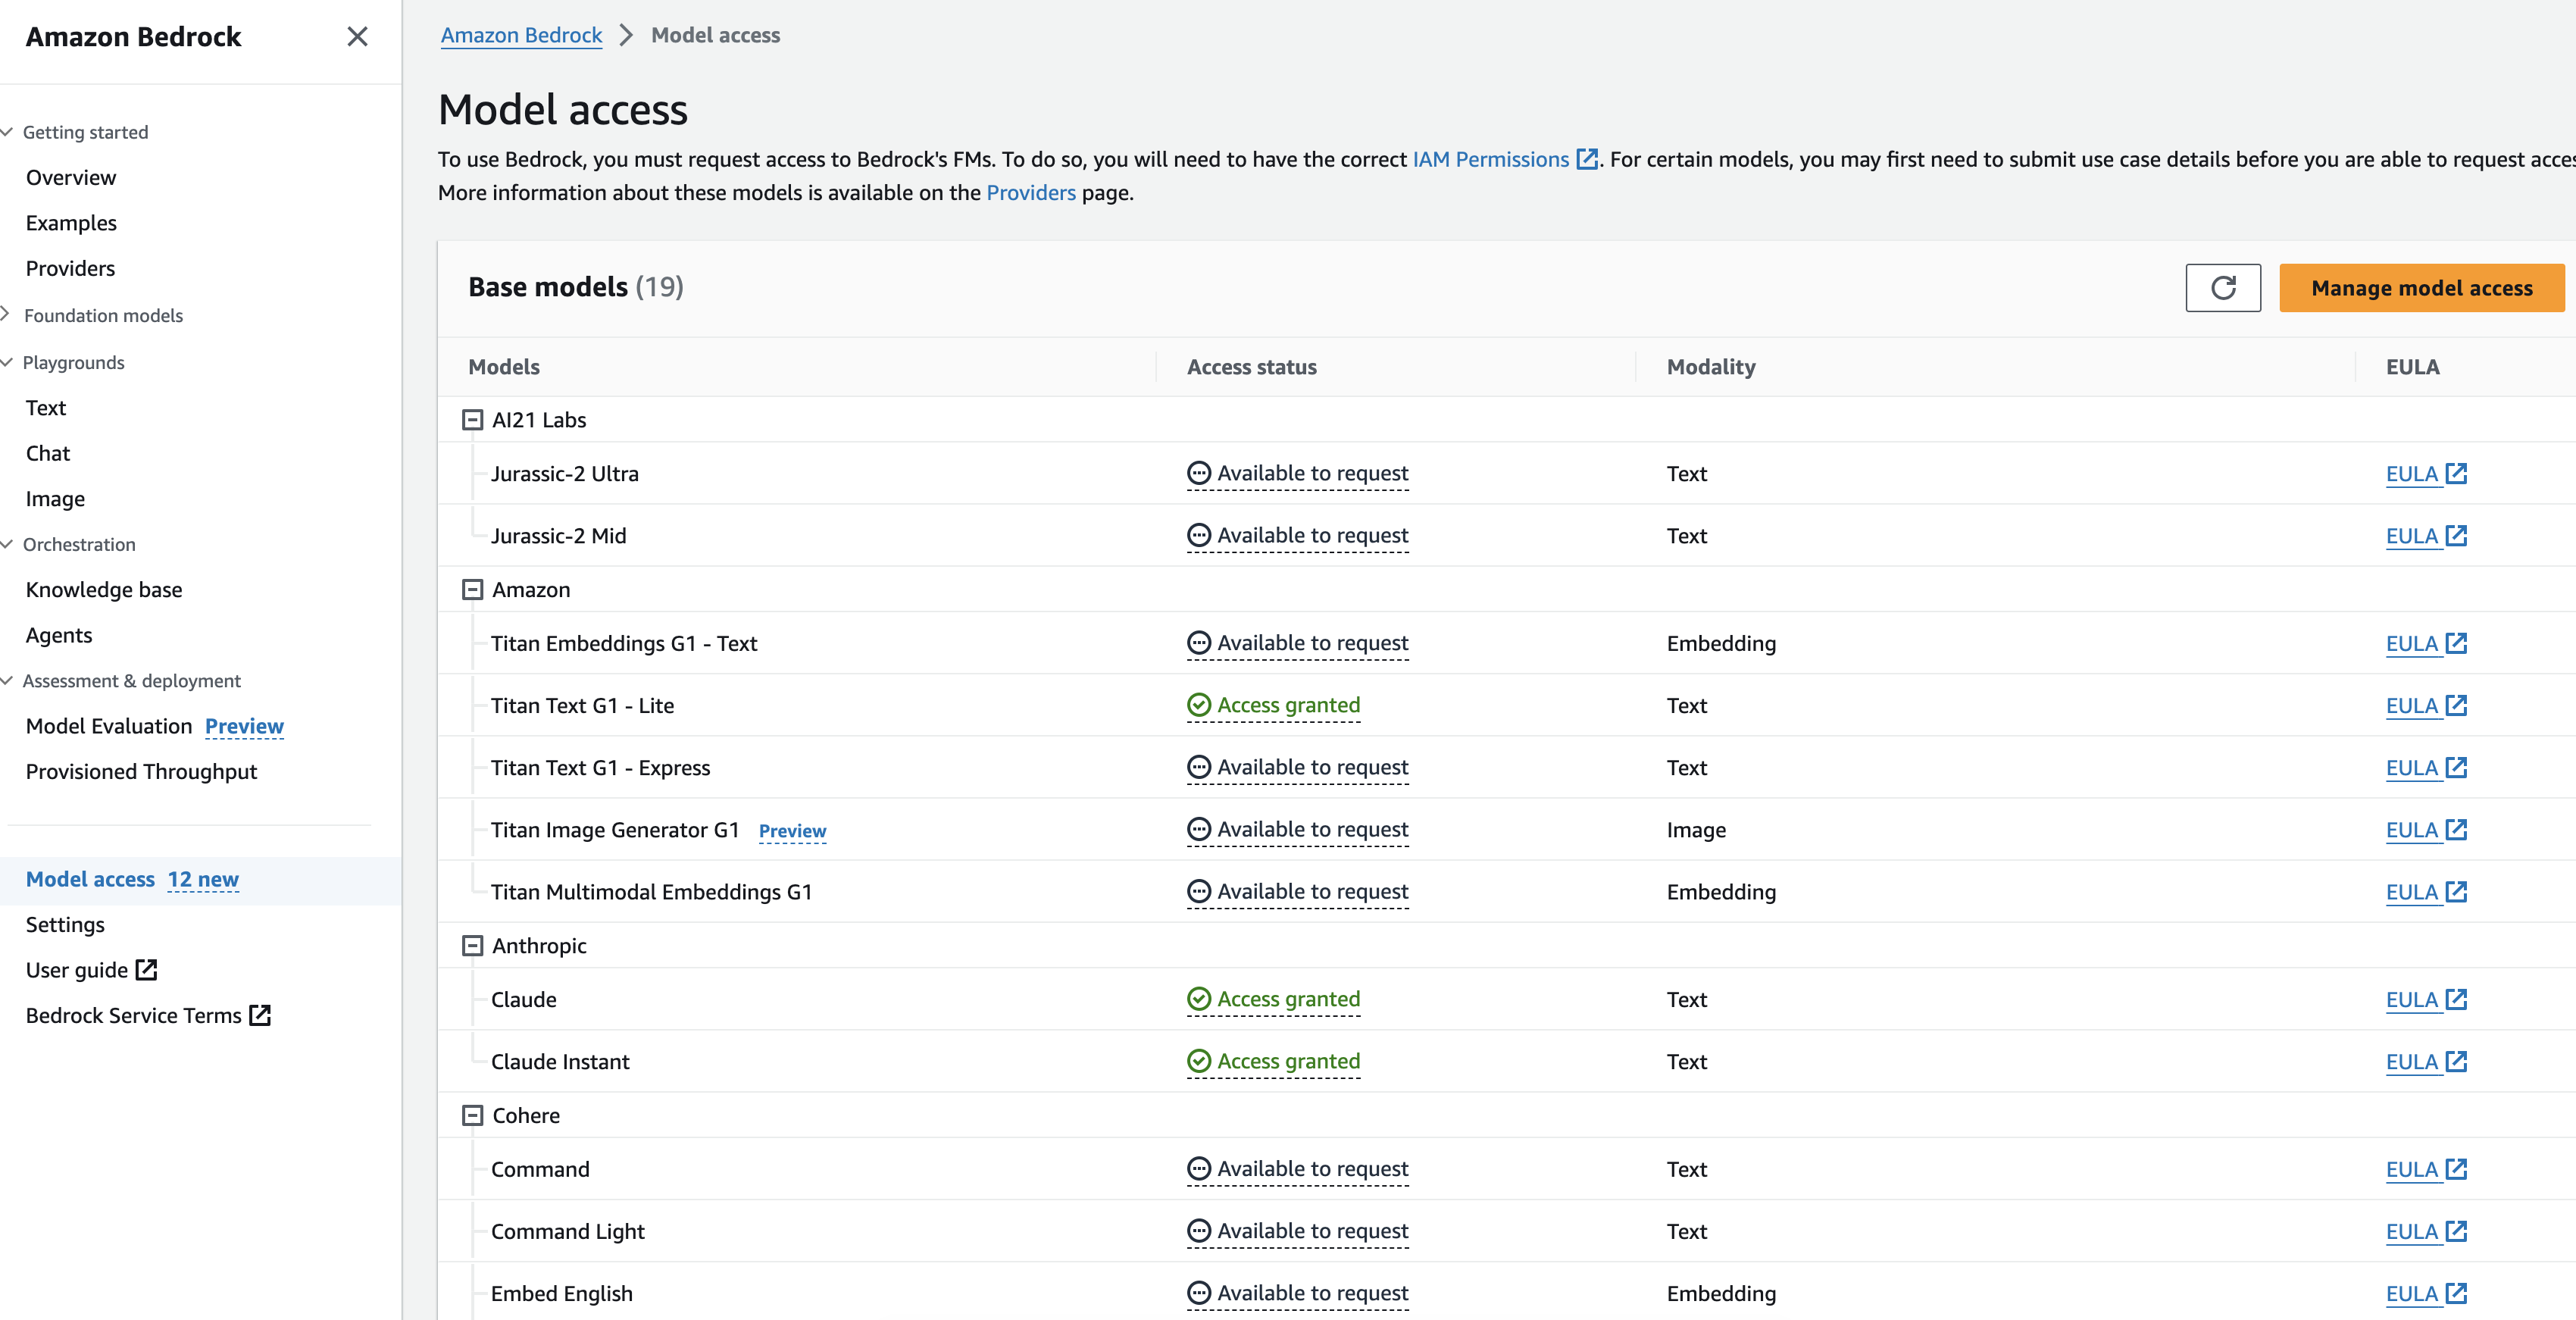 Amazon Bedrock
Getting started
Overview
Examples
Providers
Foundation models
Playgrounds
Text
Chat
Image
Orchestration
Knowledge base
Agents
Assessment & deployment
Model Evaluation Preview
Provisioned Throughput
Model access 12 new
Settings
User guide
Bedrock Service Terms
Amazon Bedrock > Model access
Model access
To use Bedrock, you must request access to Bedrock's FMs. To do so, you will need to have the correct IAM Permissions. For certain models, you may first need to submit use case details before you are able to request
More information about these models is available on the Providers page.
Base models (19) Manage model access
Models Access status Modality EULA
AI21 Labs
Jurassic-2 Ultra Available to request Text EULA
Jurassic-2 Mid Available to request Text EULA
Amazon
Titan Embeddings G1 - Text Available to request Embedding EULA
Titan Text G1 - Lite Access granted Text EULA
Titan Text G1 - Express Available to request Text EULA
Titan Image Generator G1 Preview Available to request Image EULA
Titan Multimodal Embeddings G1 Available to request Embedding EULA
Anthropic
Claude Access granted Text EULA
Claude Instant Access granted Text EULA
Cohere
Command Available to request Text EULA
Command Light Available to request Text EULA
Embed English Available to request Embedding EULA